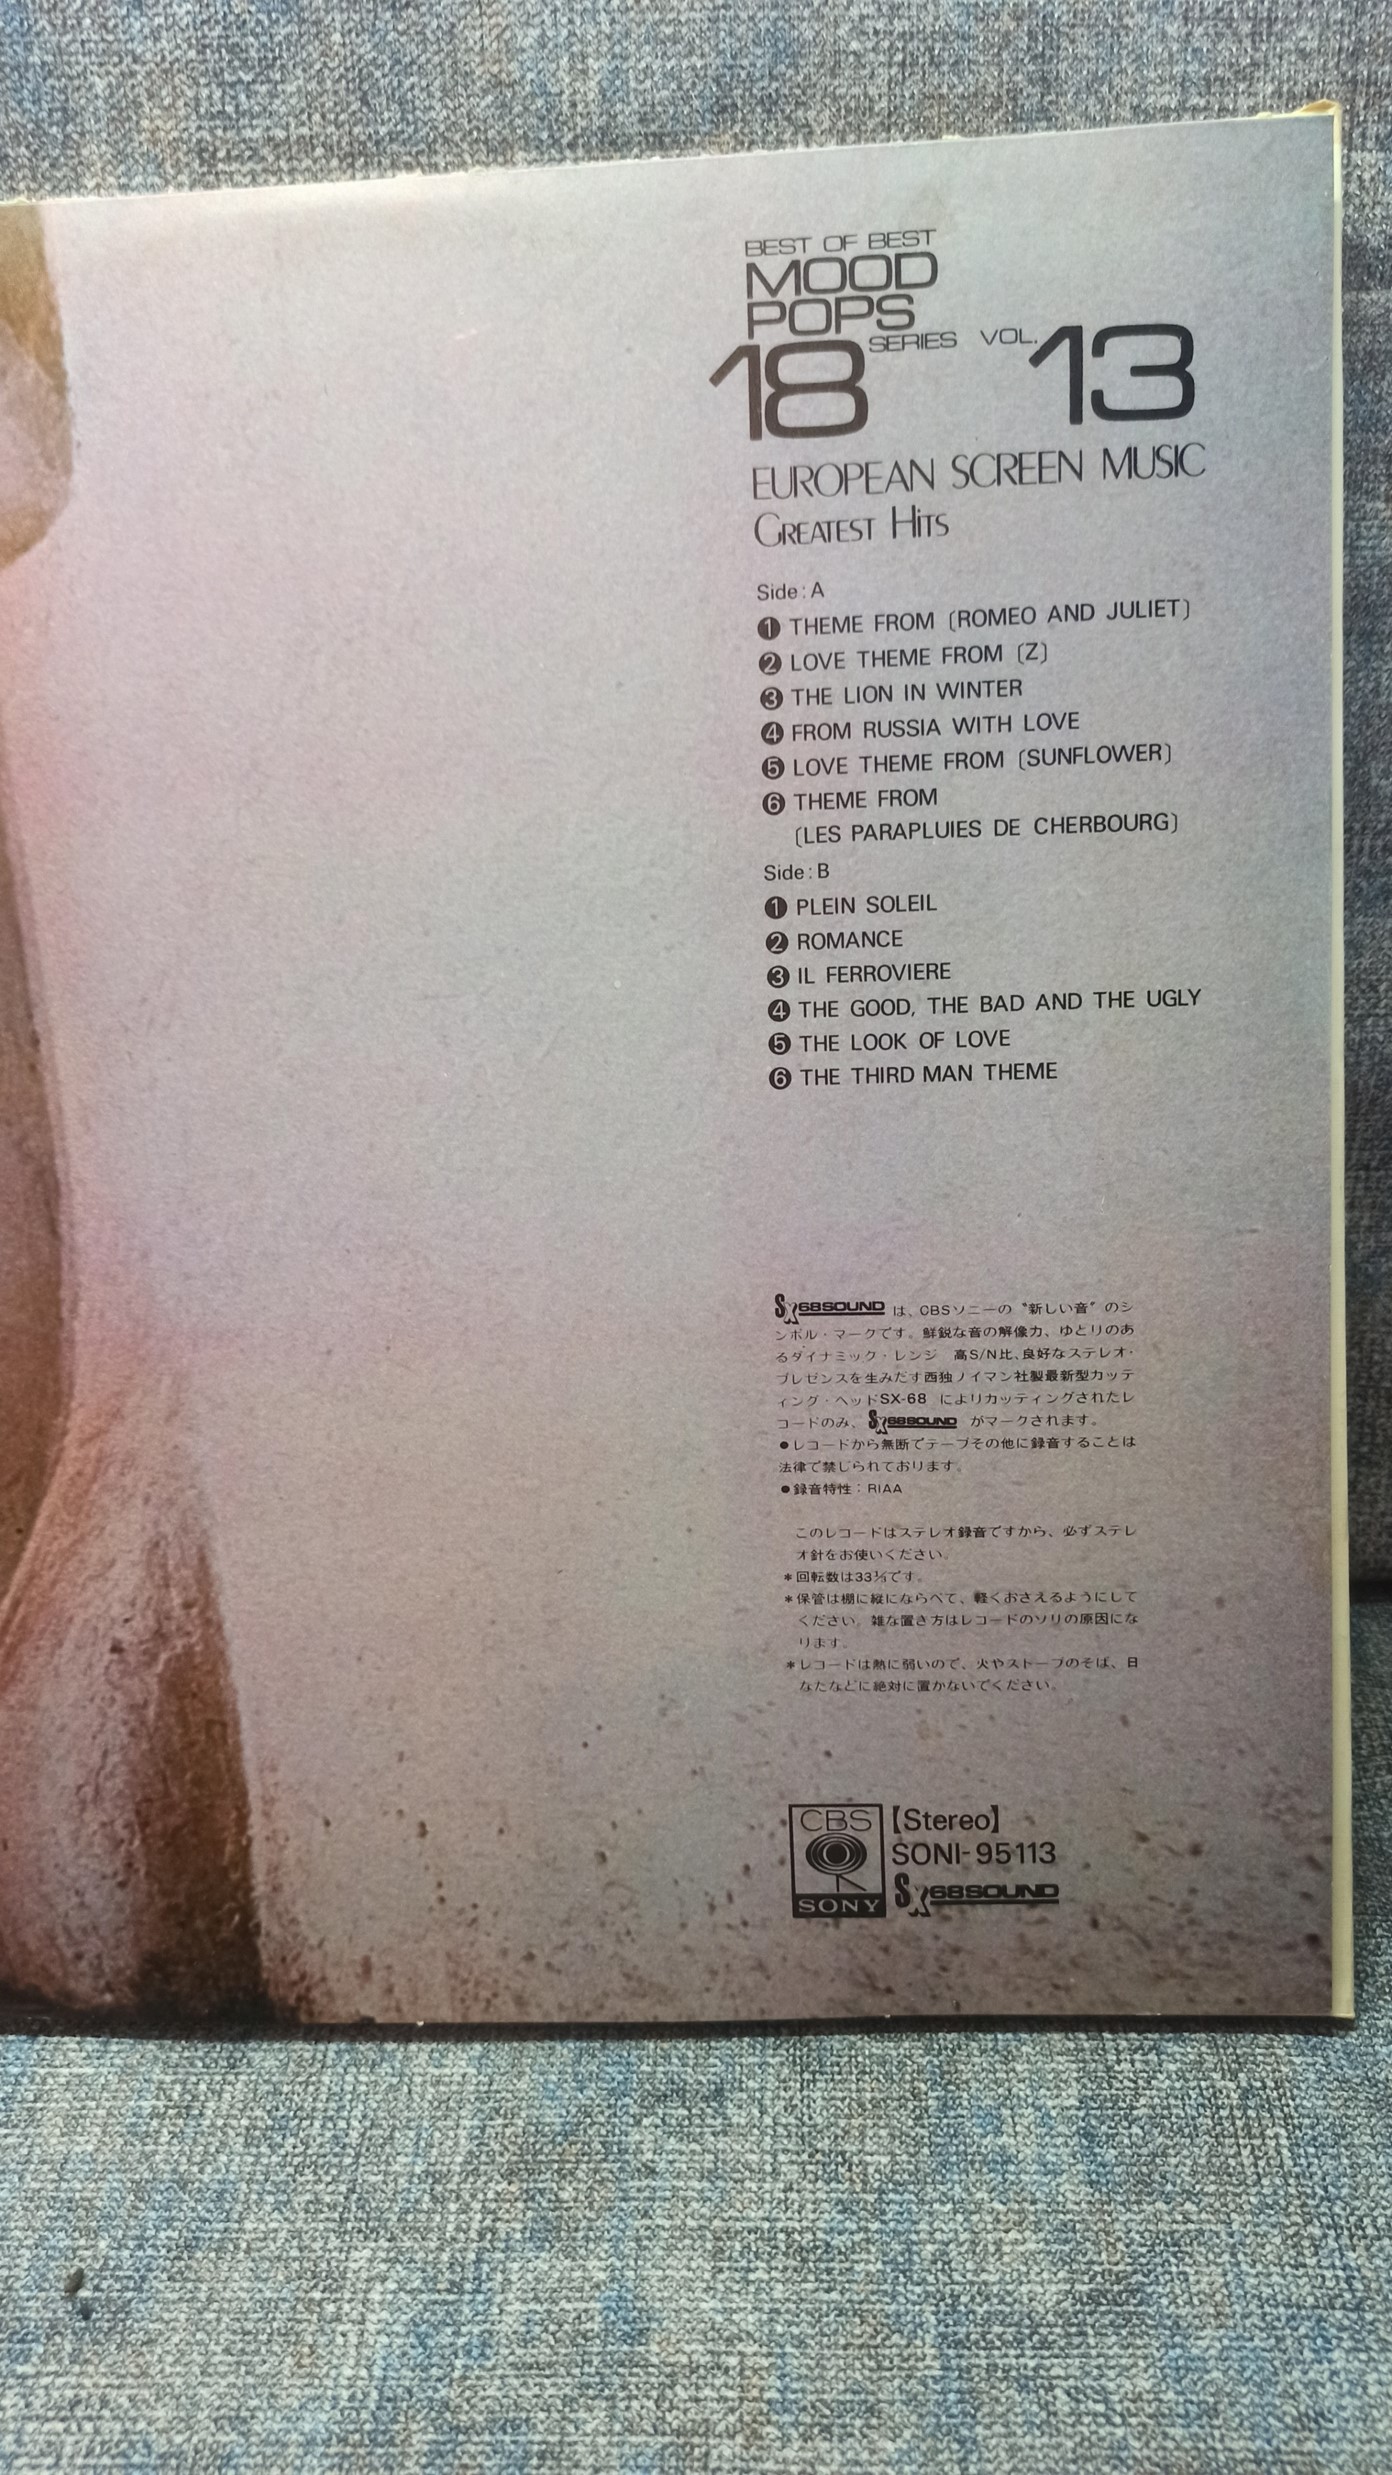 BEST OF BEST
MOOD
POPS
18 SERIES VOL. 13
EUROPEAN SCREEN MUSIC
GREATEST HITS
Side : A
❶ THEME FROM (ROMEO AND JULIET)
❷ LOVE THEME FROM (Z)
❸ THE LION IN WINTER
❹ FROM RUSSIA WITH LOVE
❺ LOVE THEME FROM (SUNFLOWER)
❻ THEME FROM
(LES PARAPLUIES DE CHERBOURG)
Side : B
❶ PLEIN SOLEIL
❷ ROMANCE
❸ IL FERROVIERE
❹ THE GOOD, THE BAD AND THE UGLY
❺ THE LOOK OF LOVE
❻ THE THIRD MAN THEME
SX68SOUND は、CBSソニーの〝新しい音〟のシ
ンボル・マークです。鮮鋭な音の解像力、ゆとりのあ
るダイナミック・レンジ 高S/N比、良好なステレオ・
プレゼンスを生みだす西独ノイマン社製最新型カッテ
ィング・ヘッドSX-68 によりカッティングされたレ
コードのみ、SX68SOUND がマークされます。
●レコードから無断でテープその他に録音することは
法律で禁じられております。
●録音特性：RIAA
このレコードはステレオ録音ですから、必ずステレ
オ針をお使いください。
*回転数は33⅓です。
*保管は棚に縦にならべて、軽くおさえるようにして
ください。雑な置き方はレコードのソリの原因にな
ります。
*レコードは熱に弱いので、火やストーブのそば、日
なたなどに絶対に置かないでください。
CBS
SONY
【Stereo】
SONI-95113
SX68SOUND